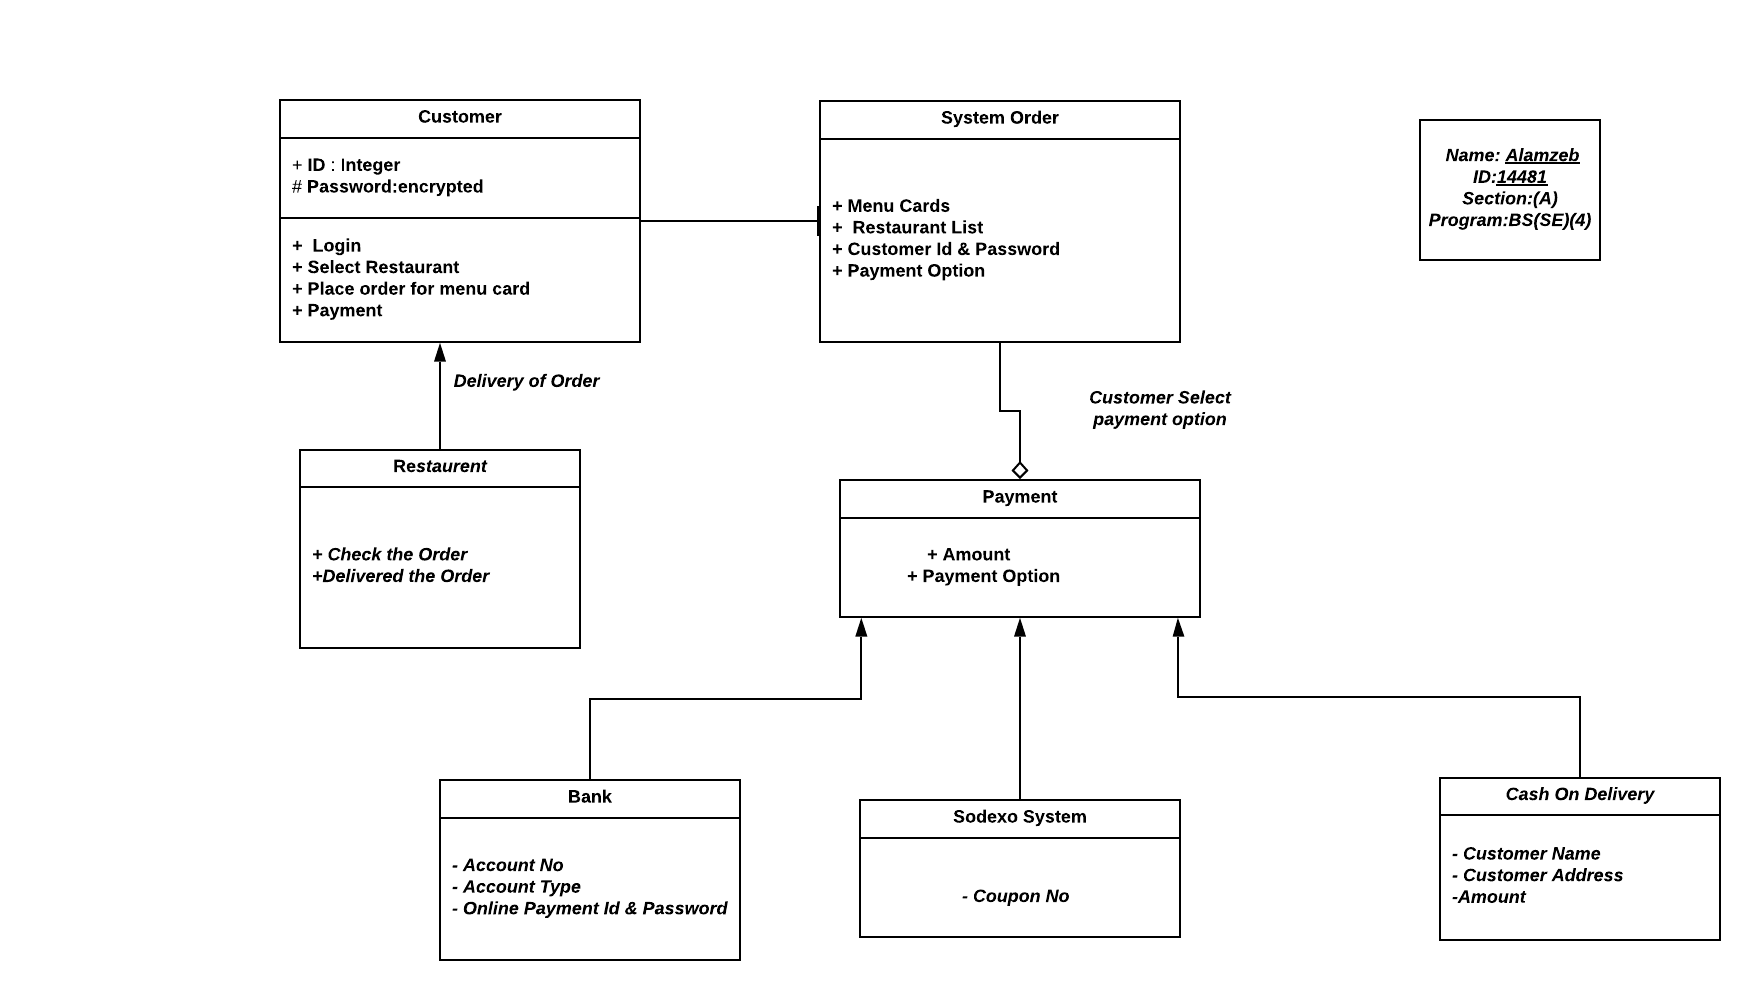 Customer
+ ID : Integer
# Password:encrypted
+  Login
+ Select Restaurant
+ Place order for menu card
+ Payment
System Order
+ Menu Cards
+  Restaurant List
+ Customer Id & Password
+ Payment Option
Name: Alamzeb
ID:14481
Section:(A)
Program:BS(SE)(4)
Delivery of Order
Customer Select
payment option
Restaurent
+ Check the Order
+Delivered the Order
Payment
+ Amount
+ Payment Option
Bank
- Account No
- Account Type
- Online Payment Id & Password
Sodexo System
- Coupon No
Cash On Delivery
- Customer Name
- Customer Address
-Amount